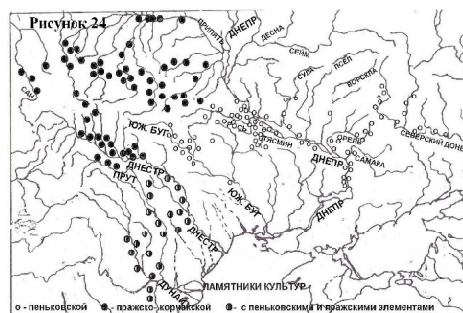 Рисунок 24
ПРИПЯТЬ
ДНЕПР
ДЕСНА
СЕЙМ
СУЛА
ПСЁЛ
ВОРСКЛА
САН
ЮЖ. БУГ
РОСЬ
ТЯСМИН
ДНЕПР
ОРЕЛЬ
САМАРА
СЕВЕРСКИЙ ДОНЕЦ
ДНЕСТР
ПРУТ
ЮЖ. БУГ
ДНЕПР
ДНЕСТР
ДУНАЙ
ПАМЯТНИКИ КУЛЬТУР
о - пеньковской - пражско-корчакской - с пеньковскими и пражскими элементами